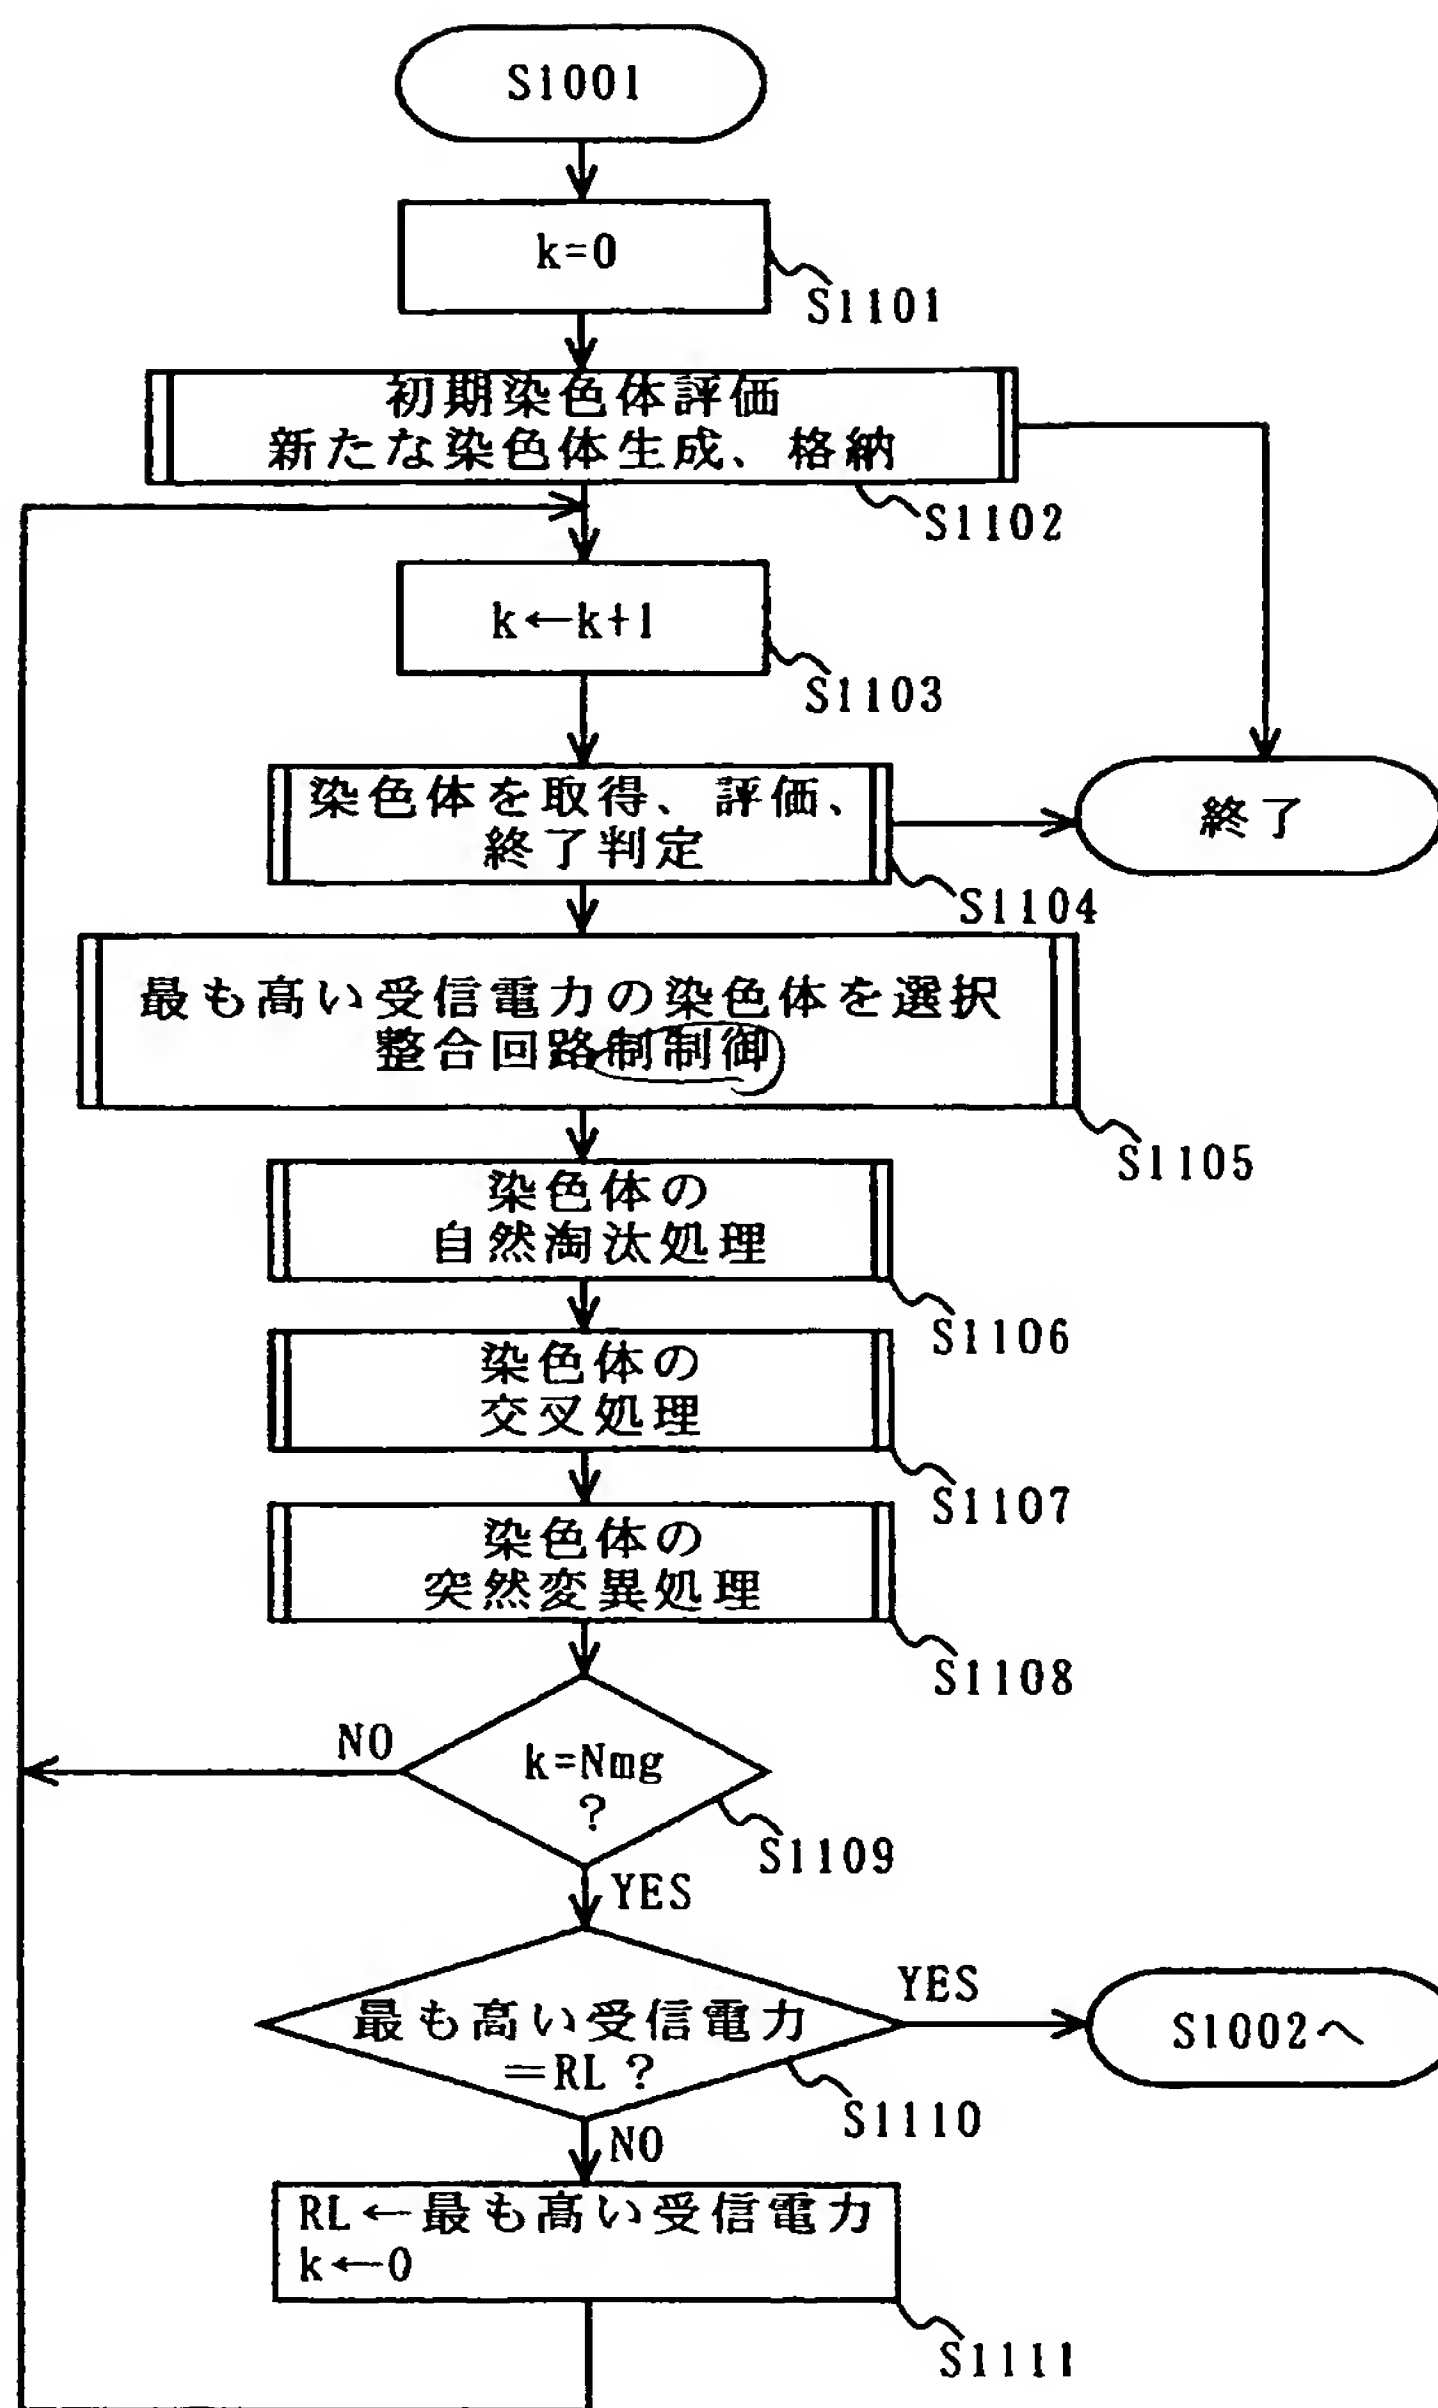 S1001
k=0
S1101
初期染色体評価
新たな染色体生成、格納
S1102
k←k+1
S1103
染色体を取得、評価、
終了判定
終了
S1104
最も高い受信電力の染色体を選択
整合回路制制御
S1105
染色体の
自然淘汰処理
S1106
染色体の
交叉処理
S1107
染色体の
突然変異処理
S1108
NO
k=Nmg
?
S1109
YES
YES
最も高い受信電力
=RL?
S1002へ
S1110
NO
RL←最も高い受信電力
k←0
S1111